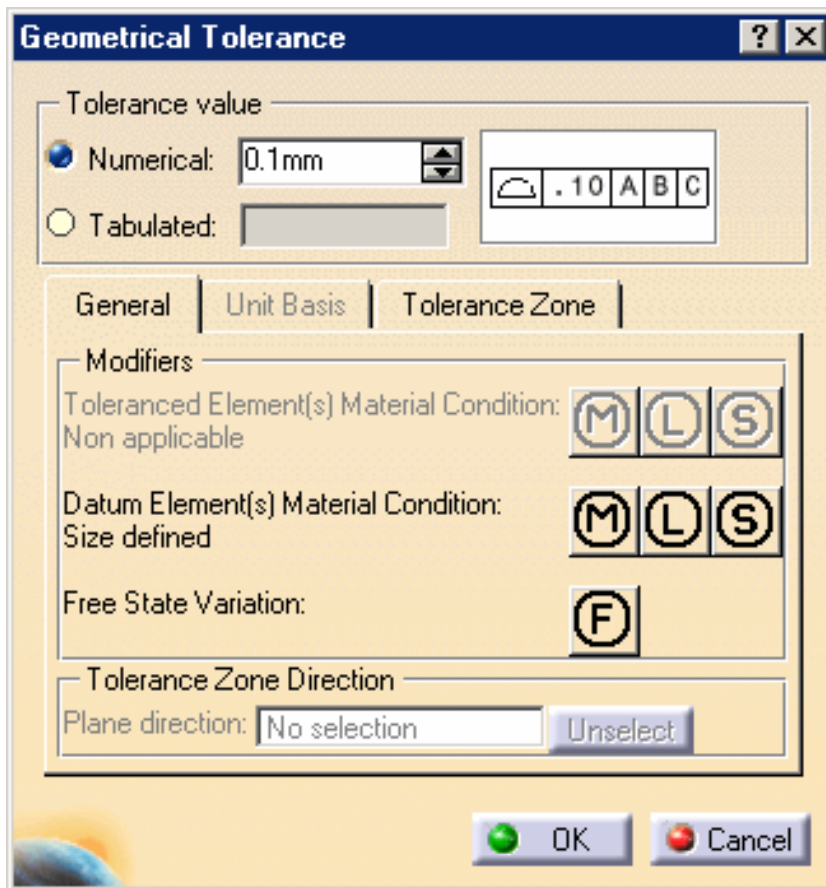 Geometrical Tolerance ? X
Tolerance value
Numerical: 0.1mm
.10 A B C
Tabulated:
General Unit Basis Tolerance Zone
Modifiers
Toleranced Element(s) Material Condition: M L S
Non applicable
Datum Element(s) Material Condition: M L S
Size defined
Free State Variation: F
Tolerance Zone Direction
Plane direction: No selection Unselect
OK Cancel